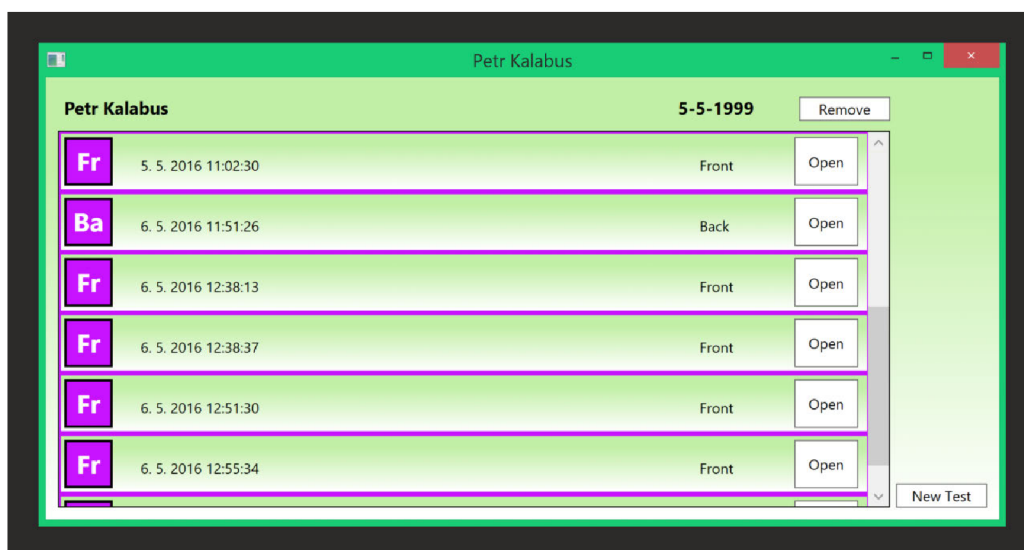 Petr Kalabus
Petr Kalabus 5-5-1999 Remove
Fr 5. 5. 2016 11:02:30 Front Open
Ba 6. 5. 2016 11:51:26 Back Open
Fr 6. 5. 2016 12:38:13 Front Open
Fr 6. 5. 2016 12:38:37 Front Open
Fr 6. 5. 2016 12:51:30 Front Open
Fr 6. 5. 2016 12:55:34 Front Open
New Test